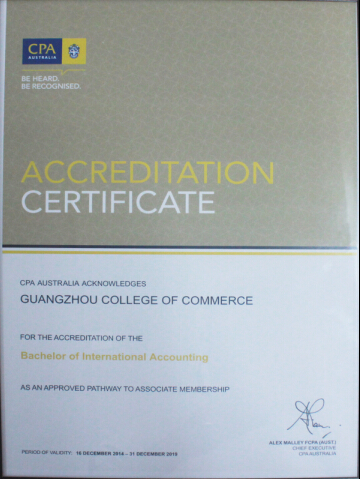 CPA
AUSTRALIA
BE HEARD.
BE RECOGNISED.
ACCREDITATION
CERTIFICATE
CPA AUSTRALIA ACKNOWLEDGES
GUANGZHOU COLLEGE OF COMMERCE
FOR THE ACCREDITATION OF THE
Bachelor of International Accounting
AS AN APPROVED PATHWAY TO ASSOCIATE MEMBERSHIP
ALEX MALLEY FCPA (AUST)
CHIEF EXECUTIVE
CPA AUSTRALIA
PERIOD OF VALIDITY: 16 DECEMBER 2014 – 31 DECEMBER 2019